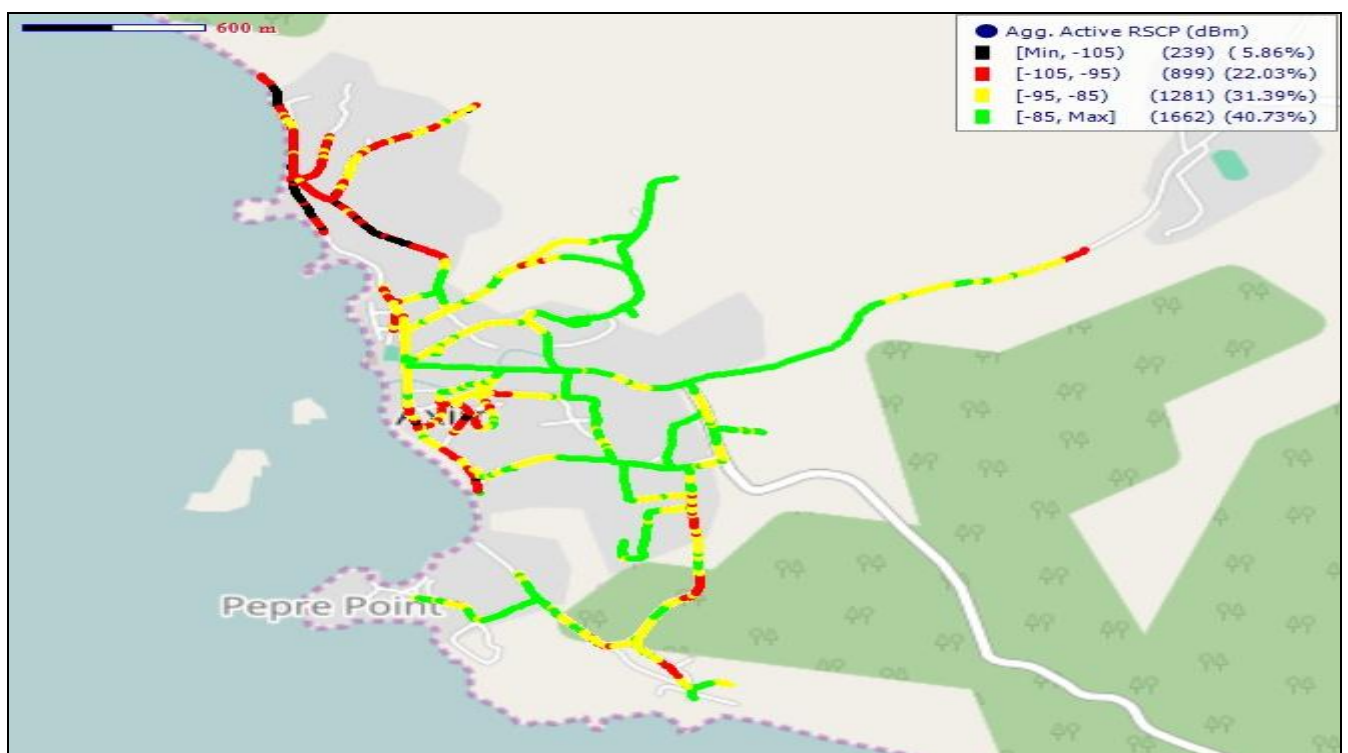 600 m
Agg. Active RSCP (dBm)
[Min, -105) (239) ( 5.86%)
[-105, -95) (899) (22.03%)
[-95, -85) (1281) (31.39%)
[-85, Max] (1662) (40.73%)
Pepre Point